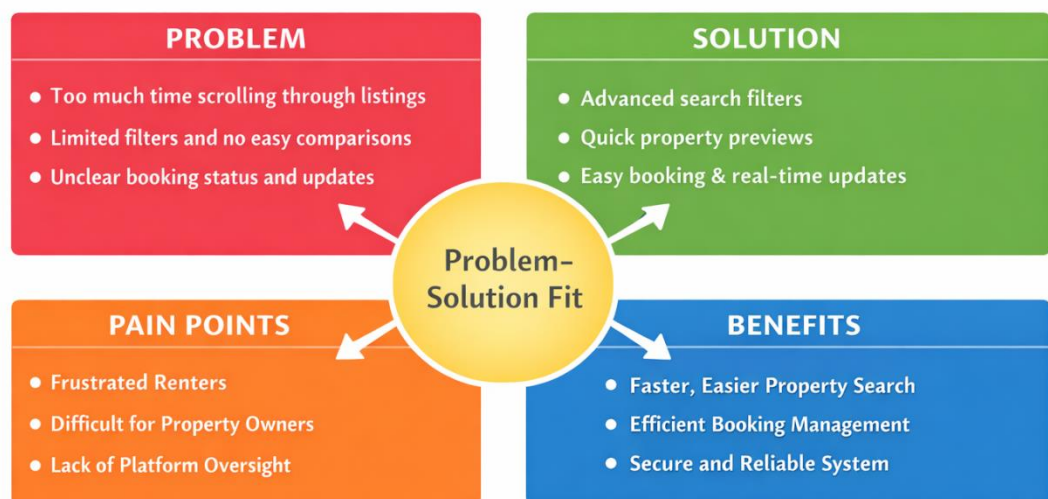 PROBLEM
• Too much time scrolling through listings
• Limited filters and no easy comparisons
• Unclear booking status and updates
SOLUTION
• Advanced search filters
• Quick property previews
• Easy booking & real-time updates
Problem–
Solution Fit
PAIN POINTS
• Frustrated Renters
• Difficult for Property Owners
• Lack of Platform Oversight
BENEFITS
• Faster, Easier Property Search
• Efficient Booking Management
• Secure and Reliable System